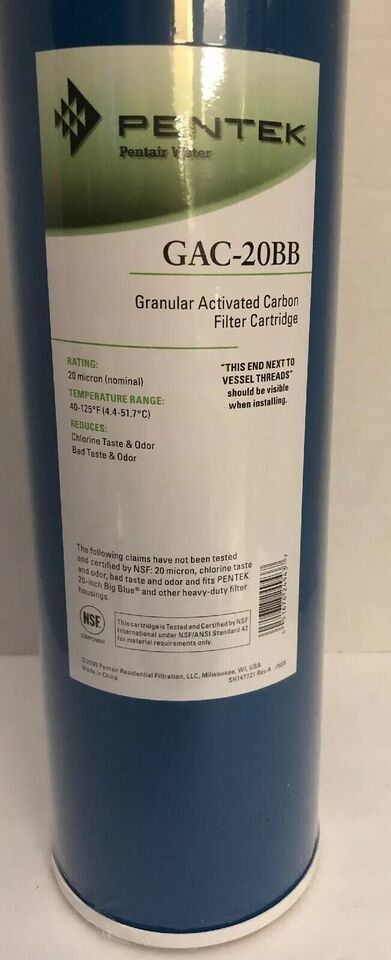 PENTEK
Pentair Water
GAC-20BB
Granular Activated Carbon
Filter Cartridge
RATING:
20 micron (nominal)
TEMPERATURE RANGE:
40-125°F (4.4-51.7°C)
REDUCES:
Chlorine Taste & Odor
Bad Taste & Odor
"THIS END NEXT TO
VESSEL THREADS"
should be visible
when installing.
The following claims have not been tested
and certified by NSF: 20 micron, chlorine taste
and odor, bad taste and odor and fits PENTEK
20-inch Big Blue® and other heavy-duty filter
housings.
NSF
COMPONENT
This cartridge is Tested and Certified by NSF
International under NSF/ANSI Standard 42
for material requirements only.
Pentair Residential Filtration, LLC, Milwaukee, WI, USA
Made in China
SH147721 Rev A